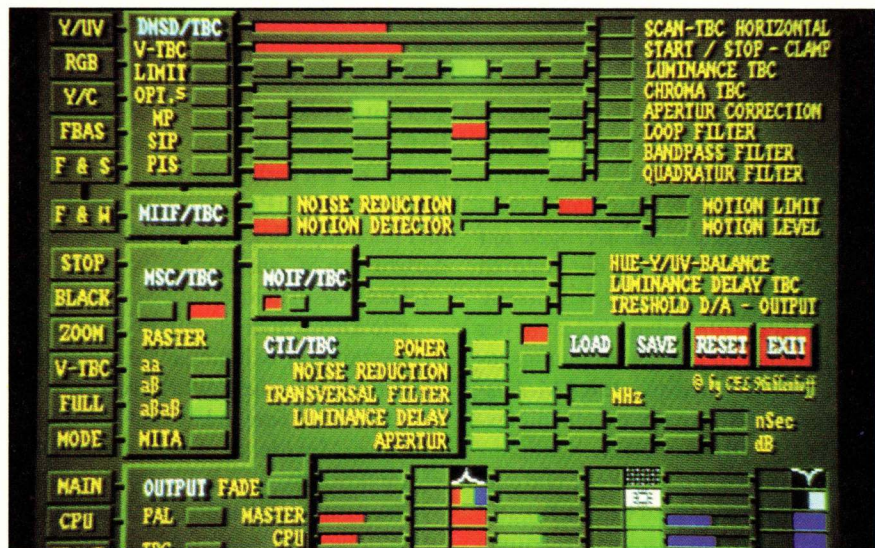 Y/UV
RGB
Y/C
FBAS
F & S
F & W
STOP
BLACK
ZOOM
V-TBC
FULL
MODE
MAIN
CPU
DMSD/TBC
V-TBC
LIMIT
OPT.S
MP
SIP
PIS
SCAN-TBC HORIZONTAL
START / STOP - CLAMP
LUMINANCE TBC
CHROMA TBC
APERTUR CORRECTION
LOOP FILTER
BANDPASS FILTER
QUADRATUR FILTER
MIIF/TBC
NOISE REDUCTION
MOTION DETECTOR
MOTION LIMIT
MOTION LEVEL
MSC/TBC
RASTER
aa
aß
aßaß
MITA
MOIF/TBC
HUE-Y/UV-BALANCE
LUMINANCE DELAY TBC
TRESHOLD D/A - OUTPUT
CTI/TBC
POWER
NOISE REDUCTION
TRANSVERSAL FILTER
LUMINANCE DELAY
APERTUR
LOAD
SAVE
RESET
EXIT
MHz
nSec
dB
© by
OUTPUT FADE
PAL
MASTER
CPU